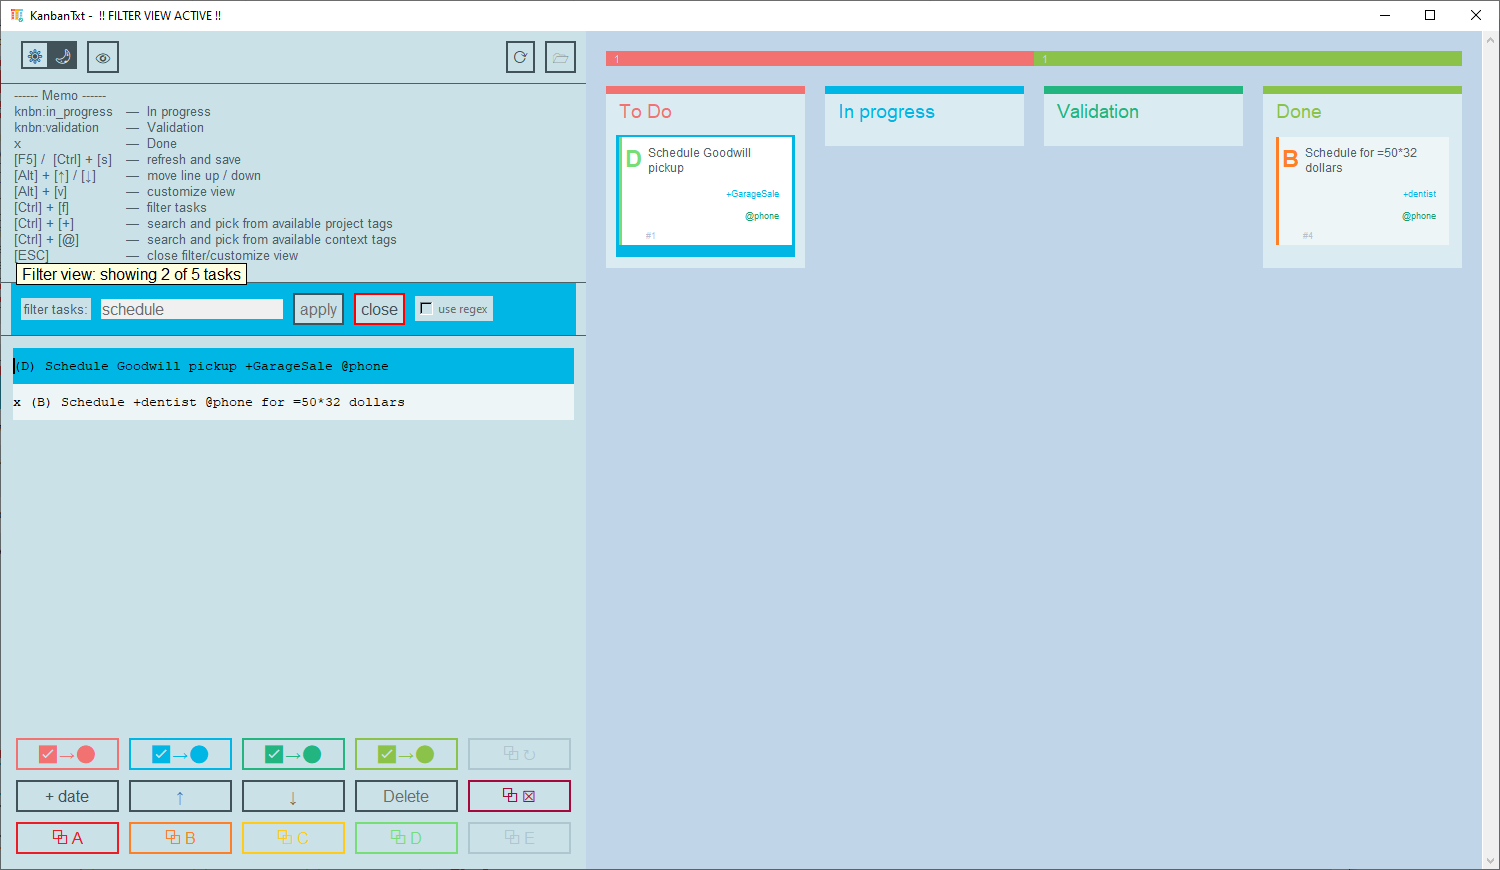 KanbanTxt - !! FILTER VIEW ACTIVE !!
------ Memo ------
knbn:in_progress — In progress
knbn:validation — Validation
x — Done
[F5] / [Ctrl] + [s] — refresh and save
[Alt] + [↑] / [↓] — move line up / down
[Alt] + [v] — customize view
[Ctrl] + [f] — filter tasks
[Ctrl] + [+] — search and pick from available project tags
[Ctrl] + [@] — search and pick from available context tags
[ESC] — close filter/customize view
Filter view: showing 2 of 5 tasks
filter tasks: schedule apply close use regex
(D) Schedule Goodwill pickup +GarageSale @phone
x (B) Schedule +dentist @phone for =50*32 dollars
+ date ↑ ↓ Delete
A B C D E
1 1
To Do
D Schedule Goodwill
pickup
+GarageSale
@phone
#1
In progress
Validation
Done
B Schedule for =50*32
dollars
+dentist
@phone
#4